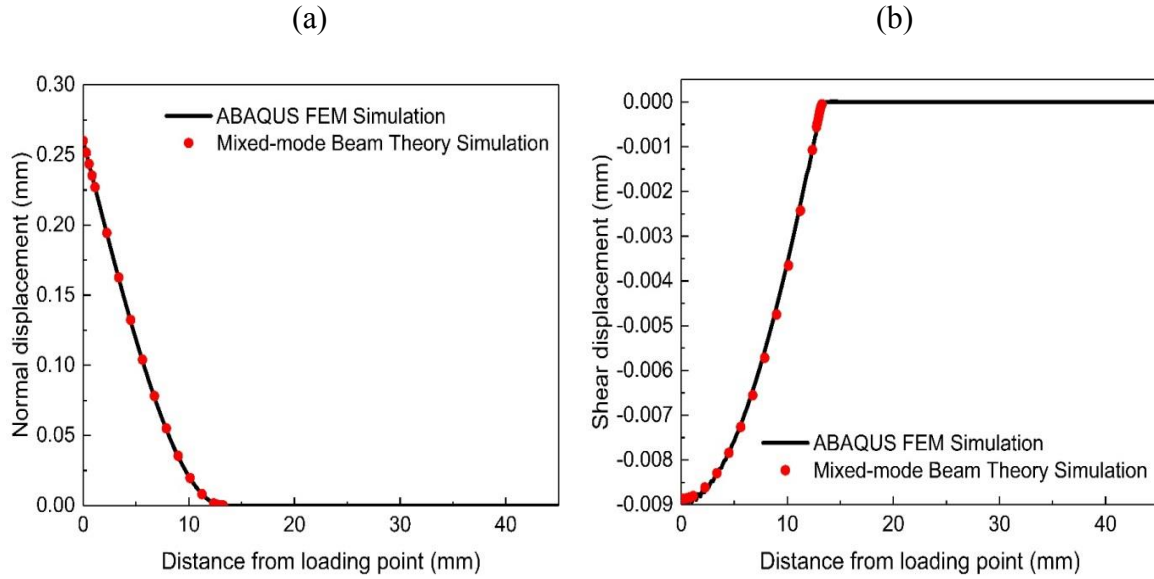 (a)
(b)
0.30
0.25
0.20
0.15
0.10
0.05
0.00
ABAQUS FEM Simulation
Mixed-mode Beam Theory Simulation
Normal displacement (mm)
0 10 20 30 40
Distance from loading point (mm)
0.000
-0.001
-0.002
-0.003
-0.004
-0.005
-0.006
-0.007
-0.008
-0.009
Shear displacement (mm)
ABAQUS FEM Simulation
Mixed-mode Beam Theory Simulation
0 10 20 30 40
Distance from loading point (mm)